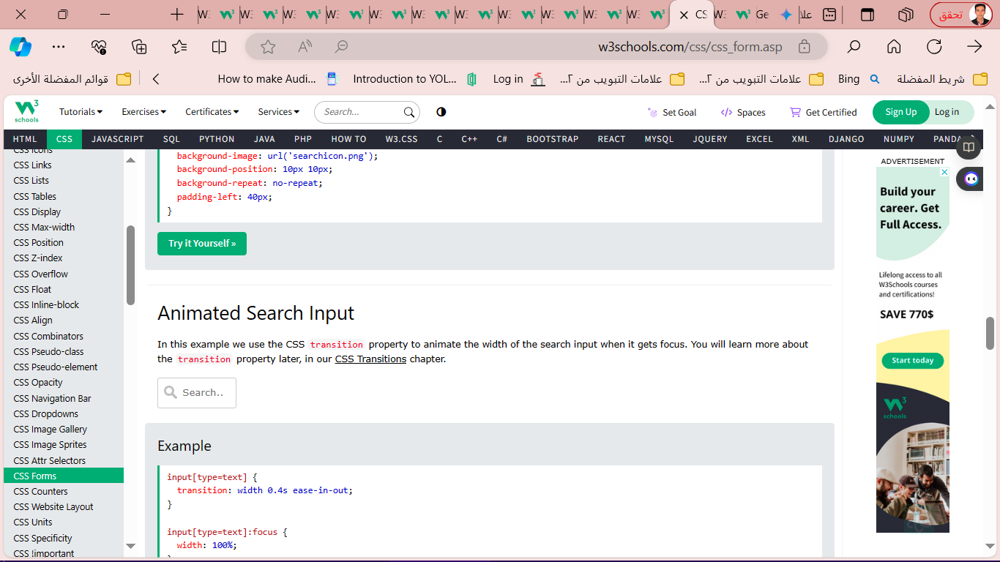 تحقق
CS
Ge
علا
w3schools.com/css/css_form.asp
قوائم المفضلة الأخرى
How to make Audi...
Introduction to YOL...
Log in
علامات التبويب من ٢...
علامات التبويب من ٢...
Bing
شريط المفضلة
W3
schools
Tutorials
Exercises
Certificates
Services
Search...
Set Goal
Spaces
Get Certified
Sign Up
Log in
HTML CSS JAVASCRIPT SQL PYTHON JAVA PHP HOW TO W3.CSS C C++ C# BOOTSTRAP REACT MYSQL JQUERY EXCEL XML DJANGO NUMPY PANDA
CSS Icons
CSS Links
CSS Lists
CSS Tables
CSS Display
CSS Max-width
CSS Position
CSS Z-index
CSS Overflow
CSS Float
CSS Inline-block
CSS Align
CSS Combinators
CSS Pseudo-class
CSS Pseudo-element
CSS Opacity
CSS Navigation Bar
CSS Dropdowns
CSS Image Gallery
CSS Image Sprites
CSS Attr Selectors
CSS Forms
CSS Counters
CSS Website Layout
CSS Units
CSS Specificity
CSS !important
background-image: url('searchicon.png');
background-position: 10px 10px;
background-repeat: no-repeat;
padding-left: 40px;
}
Try it Yourself »
Animated Search Input
In this example we use the CSS transition property to animate the width of the search input when it gets focus. You will learn more about
the transition property later, in our CSS Transitions chapter.
Search..
Example
input[type=text] {
transition: width 0.4s ease-in-out;
}
input[type=text]:focus {
width: 100%;
ADVERTISEMENT
Build your
career. Get
Full Access.
Lifelong access to all
W3Schools courses
and certifications!
SAVE 770$
Start today
W3
schools